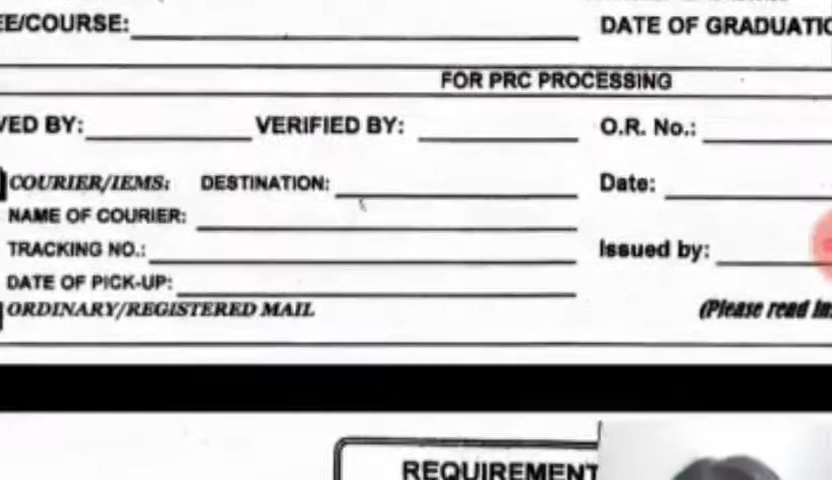 EE/COURSE: DATE OF GRADUATIO
FOR PRC PROCESSING
VED BY: VERIFIED BY: O.R. No.:
COURIER/IEMS: DESTINATION: Date:
NAME OF COURIER:
TRACKING NO.: Issued by:
DATE OF PICK-UP:
ORDINARY/REGISTERED MAIL (Please read ins
REQUIREMENT